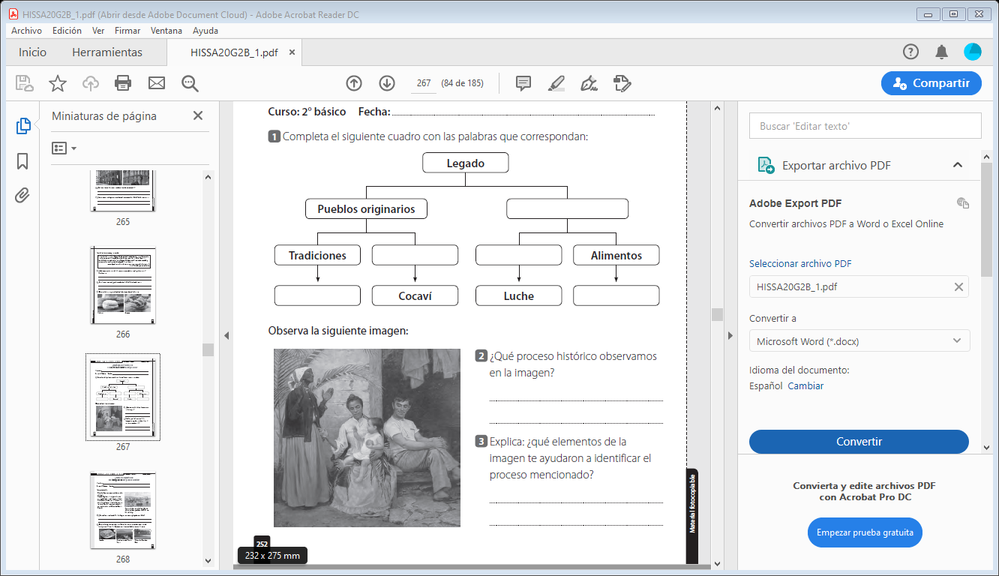 HISSA20G2B_1.pdf (Abrir desde Adobe Document Cloud) - Adobe Acrobat Reader DC
Archivo Edición Ver Firmar Ventana Ayuda
Inicio Herramientas HISSA20G2B_1.pdf ×
267 (84 de 185)
Compartir
Miniaturas de página
265
266
267
268
Curso: 2° básico Fecha:
1 Completa el siguiente cuadro con las palabras que correspondan:
Legado
Pueblos originarios
Tradiciones
Alimentos
Cocaví
Luche
Observa la siguiente imagen:
2 ¿Qué proceso histórico observamos
en la imagen?
3 Explica: ¿qué elementos de la
imagen te ayudaron a identificar el
proceso mencionado?
Material fotocopiable
252
232 x 275 mm
Buscar 'Editar texto'
Exportar archivo PDF
Adobe Export PDF
Convertir archivos PDF a Word o Excel Online
Seleccionar archivo PDF
HISSA20G2B_1.pdf
Convertir a
Microsoft Word (*.docx)
Idioma del documento:
Español Cambiar
Convertir
Convierta y edite archivos PDF
con Acrobat Pro DC
Empezar prueba gratuita